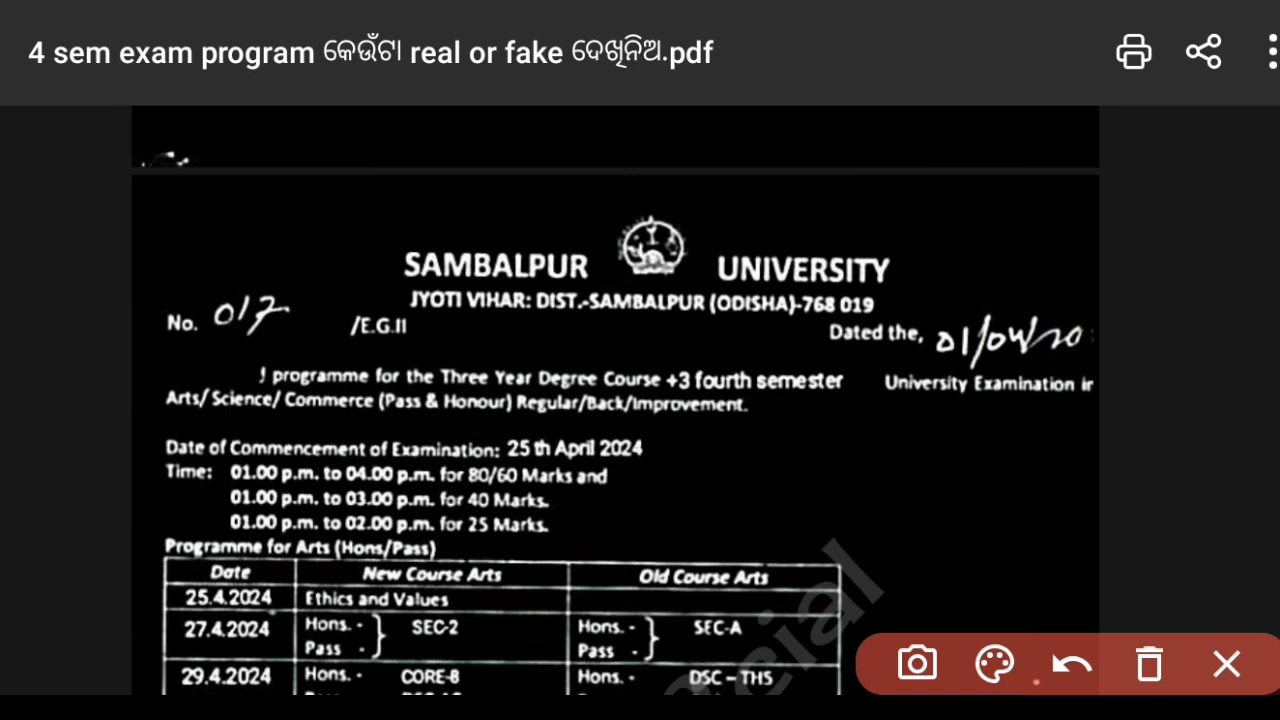 4 sem exam program କେଉଁଟା real or fake ଦେଖିନିଅ.pdf
SAMBALPUR UNIVERSITY
JYOTI VIHAR: DIST.-SAMBALPUR (ODISHA)-768 019
No. 017 /E.G.II Dated the, 01/04/20
programme for the Three Year Degree Course +3 fourth semester University Examination in
Arts/ Science/ Commerce (Pass & Honour) Regular/Back/Improvement.
Date of Commencement of Examination: 25 th April 2024
Time: 01.00 p.m. to 04.00 p.m. for 80/60 Marks and
01.00 p.m. to 03.00 p.m. for 40 Marks.
01.00 p.m. to 02.00 p.m. for 25 Marks.
Programme for Arts (Hons/Pass)
Date New Course Arts Old Course Arts
25.4.2024 Ethics and Values
27.4.2024 Hons. - SEC-2 Hons. - SEC-A
Pass - Pass -
29.4.2024 Hons. - CORE-8 Hons. - DSC – TH5